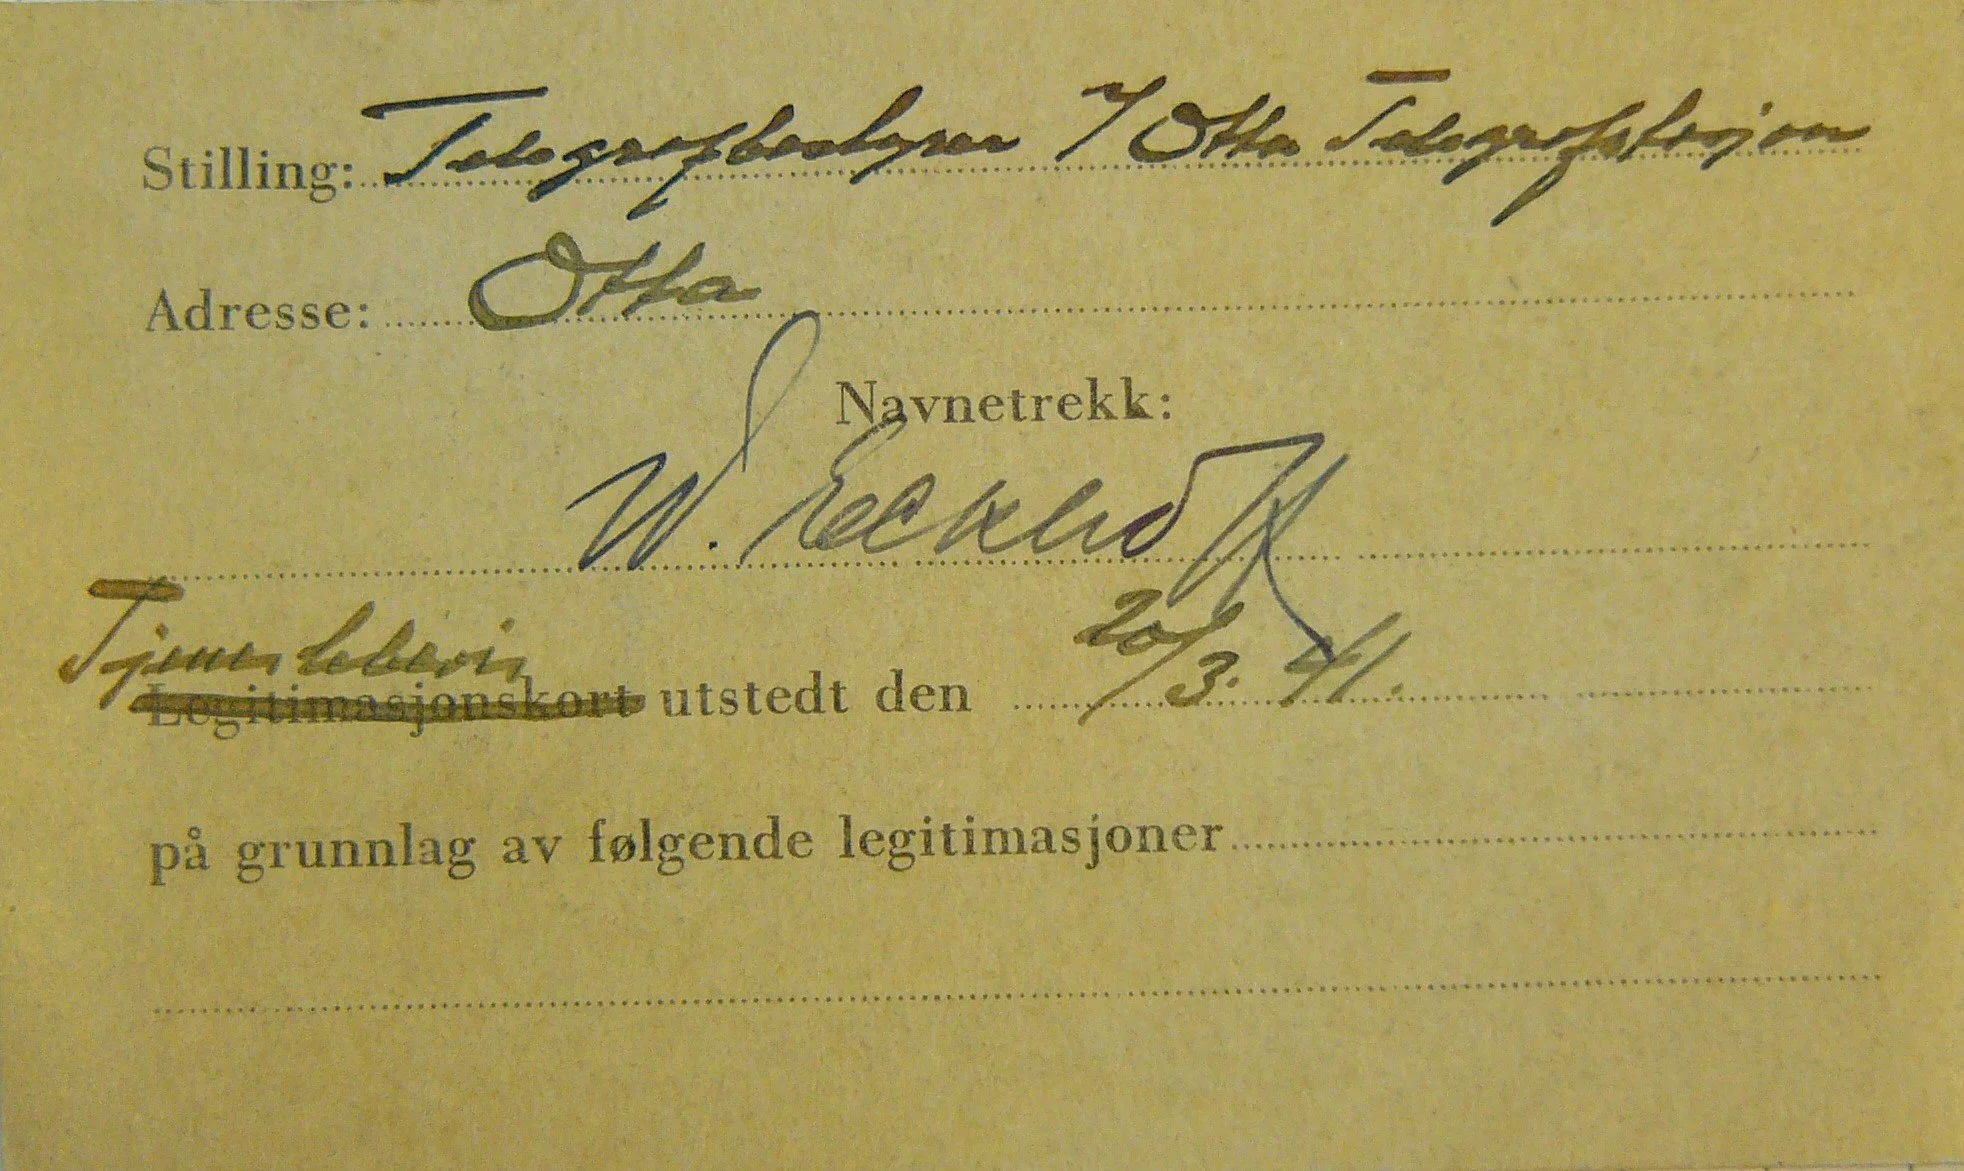 Stilling: Telegrafbestyrer / Otta Telegrafstasjon
Adresse: Otta
Navnetrekk:
W. Eckhoff
Tjenestebevis
Legitimasjonskort utstedt den 20/3. 41.
på grunnlag av følgende legitimasjoner